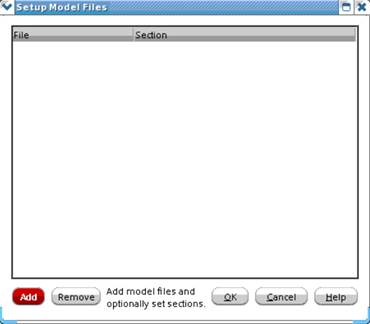 Setup Model Files
File Section
Add Remove Add model files and
optionally set sections. OK Cancel Help